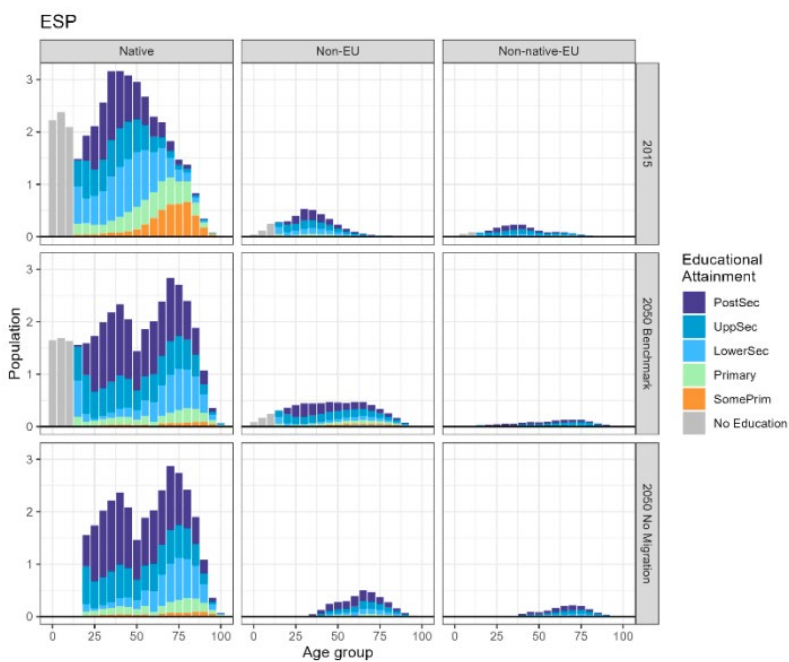 ESP
Native Non-EU Non-native-EU
3
2
1
0
2015
3
2
1
0
2050 Benchmark
3
2
1
0
2050 No Migration
Population
0 25 50 75 100 0 25 50 75 100 0 25 50 75 100
Age group
Educational
Attainment
PostSec
UppSec
LowerSec
Primary
SomePrim
No Education